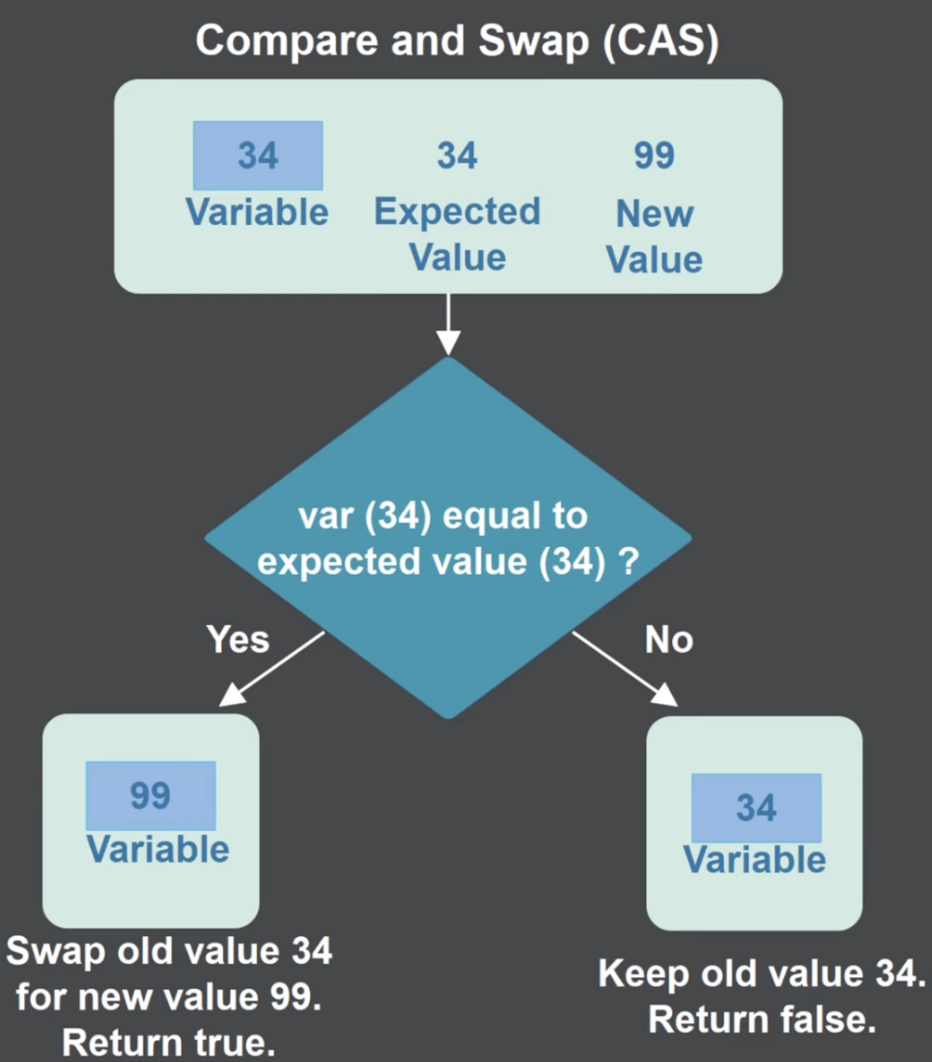 Compare and Swap (CAS)
34 34 99
Variable Expected New
Value Value
var (34) equal to
expected value (34) ?
Yes No
99
Variable
34
Variable
Swap old value 34
for new value 99.
Return true.
Keep old value 34.
Return false.